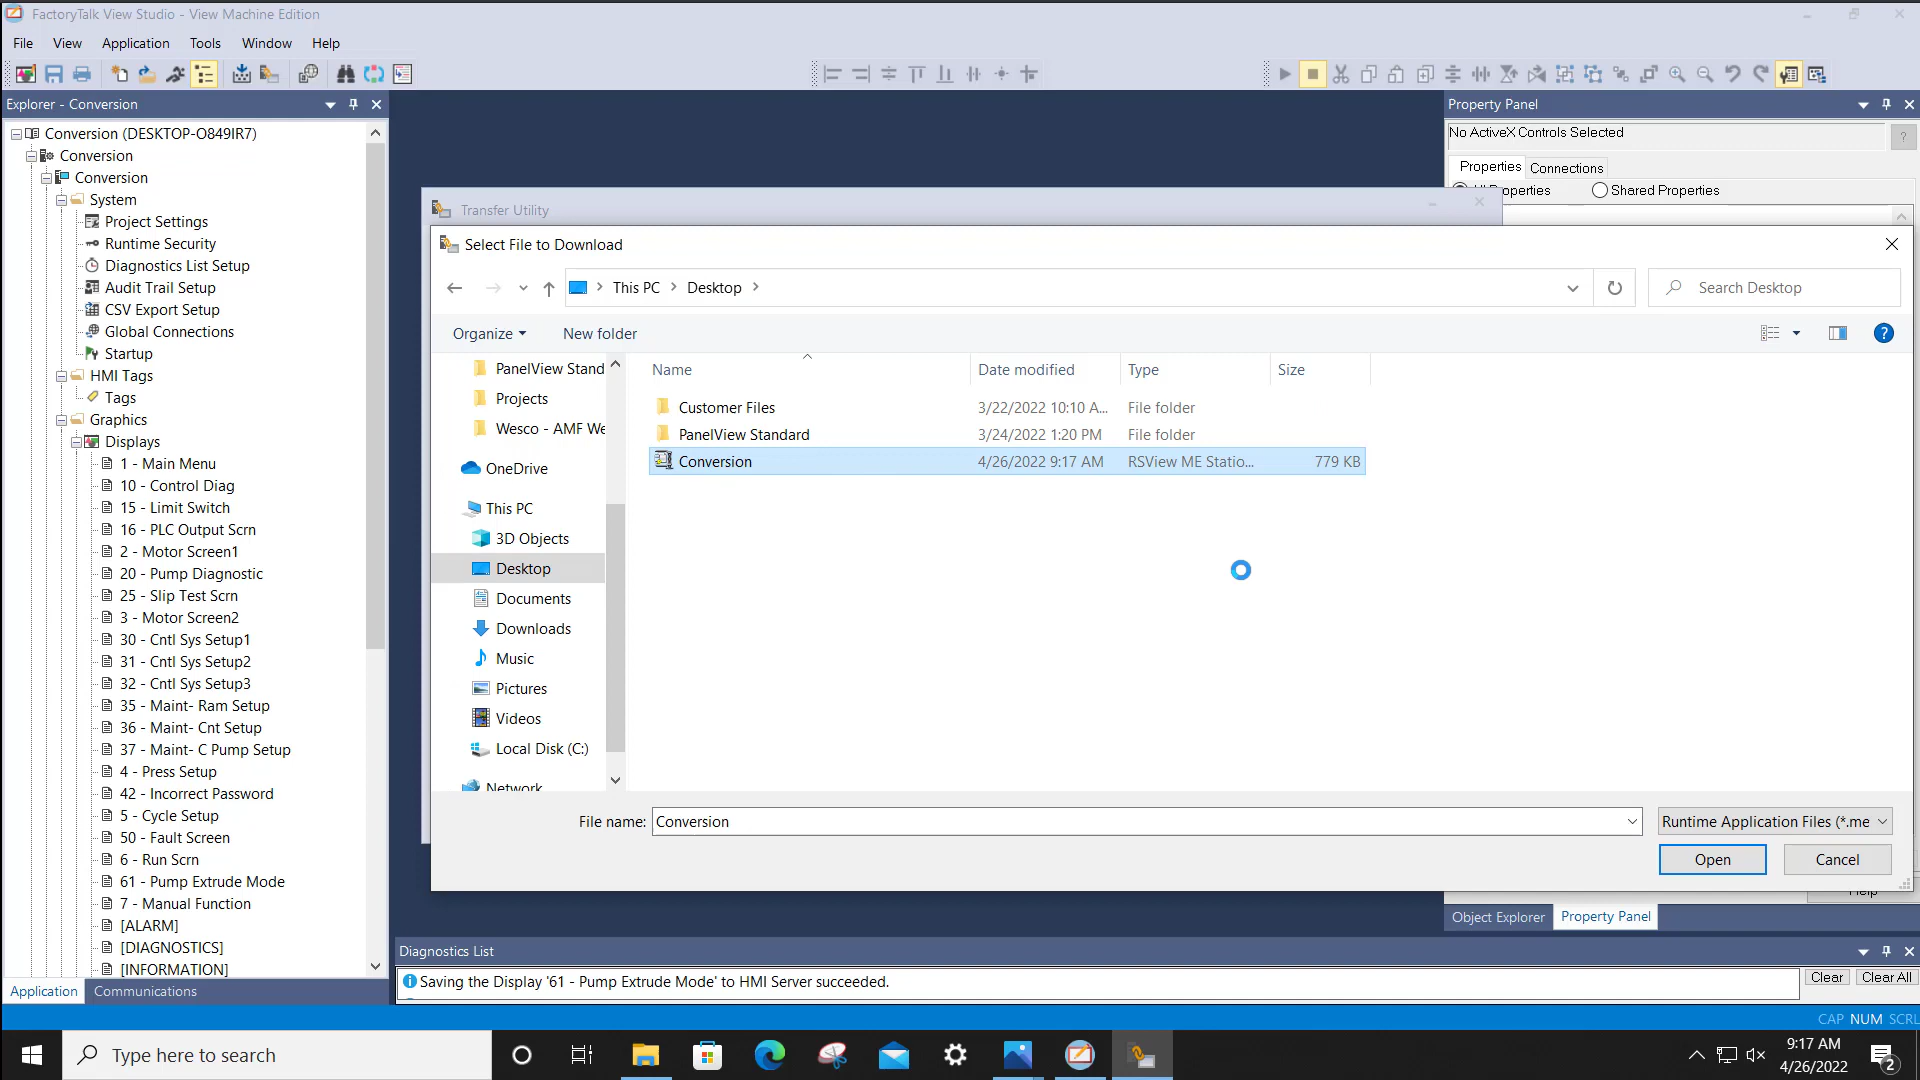 FactoryTalk View Studio - View Machine Edition
File View Application Tools Window Help
Explorer - Conversion
Conversion (DESKTOP-O849IR7)
Conversion
Conversion
System
Project Settings
Runtime Security
Diagnostics List Setup
Audit Trail Setup
CSV Export Setup
Global Connections
Startup
HMI Tags
Tags
Graphics
Displays
1 - Main Menu
10 - Control Diag
15 - Limit Switch
16 - PLC Output Scrn
2 - Motor Screen1
20 - Pump Diagnostic
25 - Slip Test Scrn
3 - Motor Screen2
30 - Cntl Sys Setup1
31 - Cntl Sys Setup2
32 - Cntl Sys Setup3
35 - Maint- Ram Setup
36 - Maint- Cnt Setup
37 - Maint- C Pump Setup
4 - Press Setup
42 - Incorrect Password
5 - Cycle Setup
50 - Fault Screen
6 - Run Scrn
61 - Pump Extrude Mode
7 - Manual Function
[ALARM]
[DIAGNOSTICS]
[INFORMATION]
Application Communications
Transfer Utility
Select File to Download
This PC > Desktop >
Search Desktop
Organize New folder
PanelView Stand
Projects
Wesco - AMF We
OneDrive
This PC
3D Objects
Desktop
Documents
Downloads
Music
Pictures
Videos
Local Disk (C:)
Network
Name Date modified Type Size
Customer Files 3/22/2022 10:10 A... File folder
PanelView Standard 3/24/2022 1:20 PM File folder
Conversion 4/26/2022 9:17 AM RSView ME Statio... 779 KB
File name: Conversion
Runtime Application Files (*.me
Open Cancel
Property Panel
No ActiveX Controls Selected
?
Properties Connections
Properties Shared Properties
Help
Object Explorer Property Panel
Diagnostics List
Saving the Display '61 - Pump Extrude Mode' to HMI Server succeeded.
Clear Clear All
CAP NUM SCRL
Type here to search
9:17 AM
4/26/2022
2